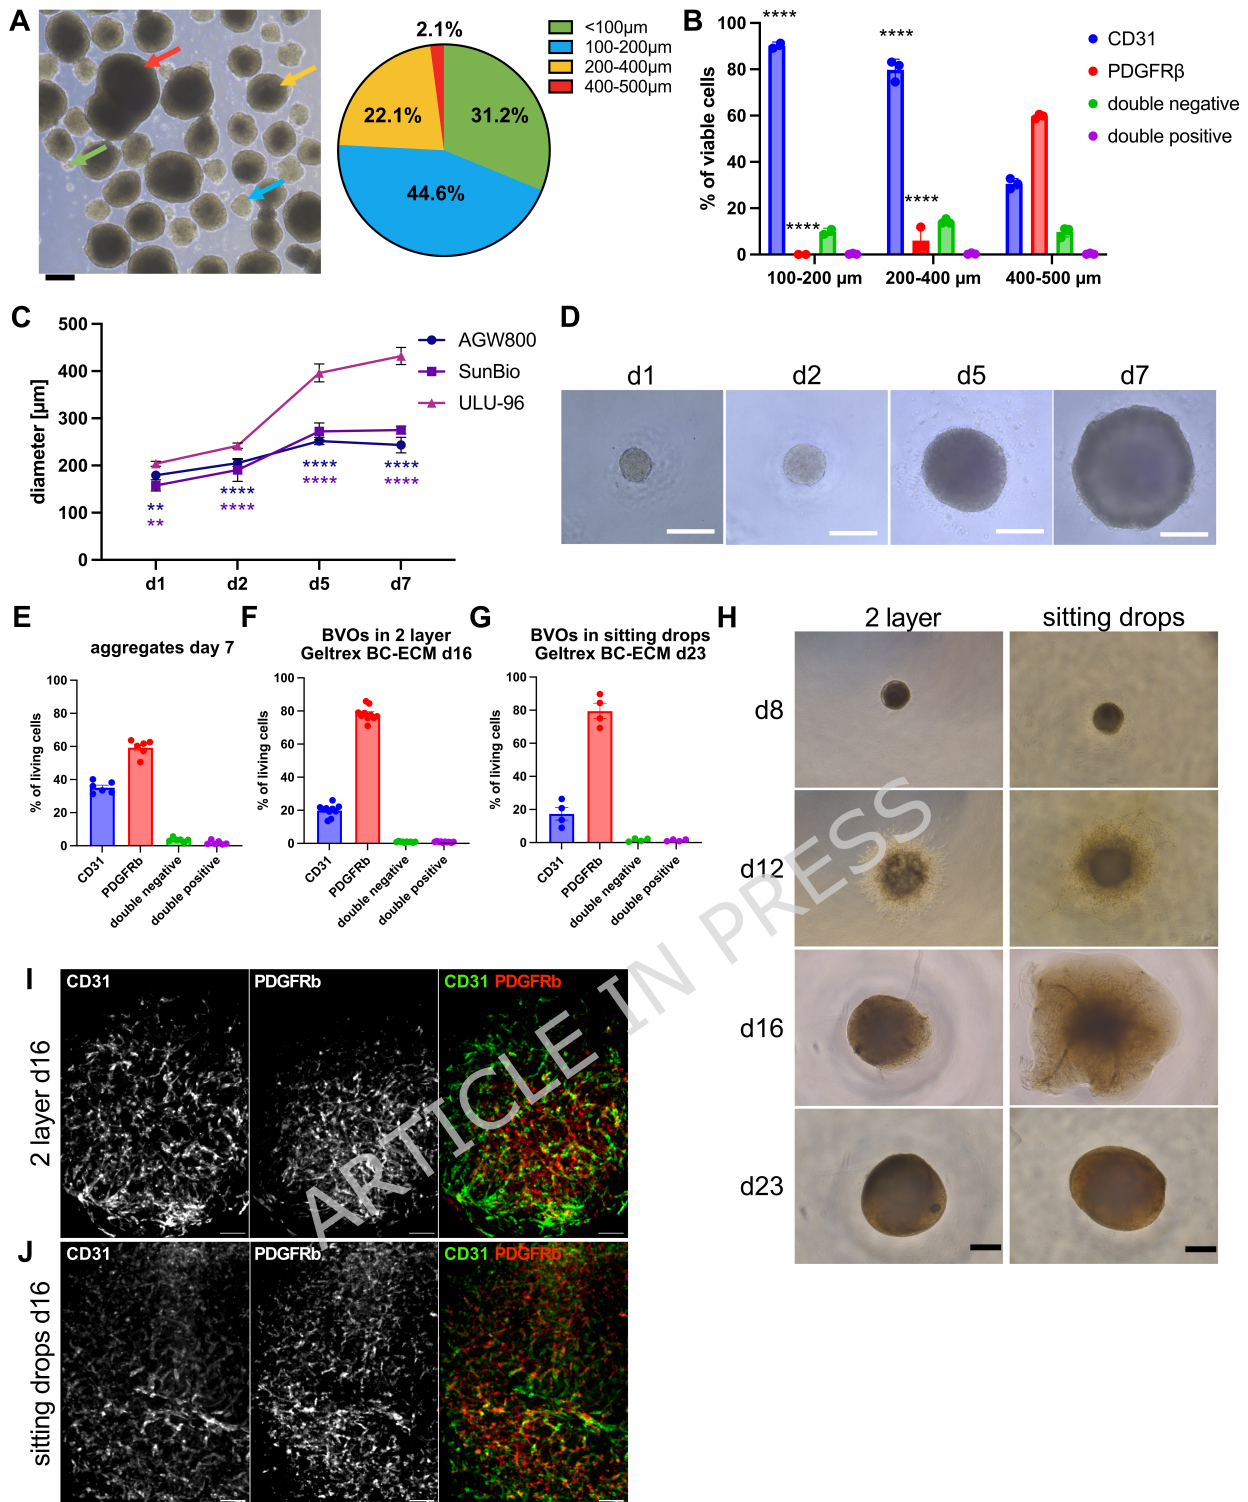 A
2.1%
31.2%
22.1%
44.6%
<100µm
100-200µm
200-400µm
400-500µm
B
% of viable cells
100
80
60
40
20
0
****
****
****
****
100-200 µm
200-400 µm
400-500 µm
CD31
PDGFRβ
double negative
double positive
C
diameter [µm]
500
400
300
200
100
0
**
**
****
****
****
****
****
****
d1
d2
d5
d7
AGW800
SunBio
ULU-96
D
d1
d2
d5
d7
E
aggregates day 7
% of living cells
100
80
60
40
20
0
CD31
PDGFRb
double negative
double positive
F
BVOs in 2 layer
Geltrex BC-ECM d16
% of living cells
100
80
60
40
20
0
CD31
PDGFRb
double negative
double positive
G
BVOs in sitting drops
Geltrex BC-ECM d23
% of living cells
100
80
60
40
20
0
CD31
PDGFRb
double negative
double positive
H
2 layer
sitting drops
d8
d12
d16
d23
I
2 layer d16
CD31
PDGFRb
CD31 PDGFRb
J
sitting drops d16
CD31
PDGFRb
CD31 PDGFRb
ARTICLE IN PRESS